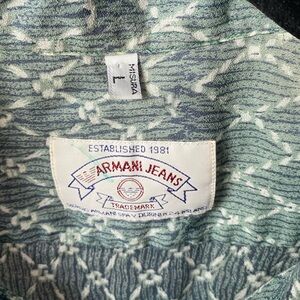 MISURA
L
ESTABLISHED 1981
ARMANI JEANS
TRADEMARK